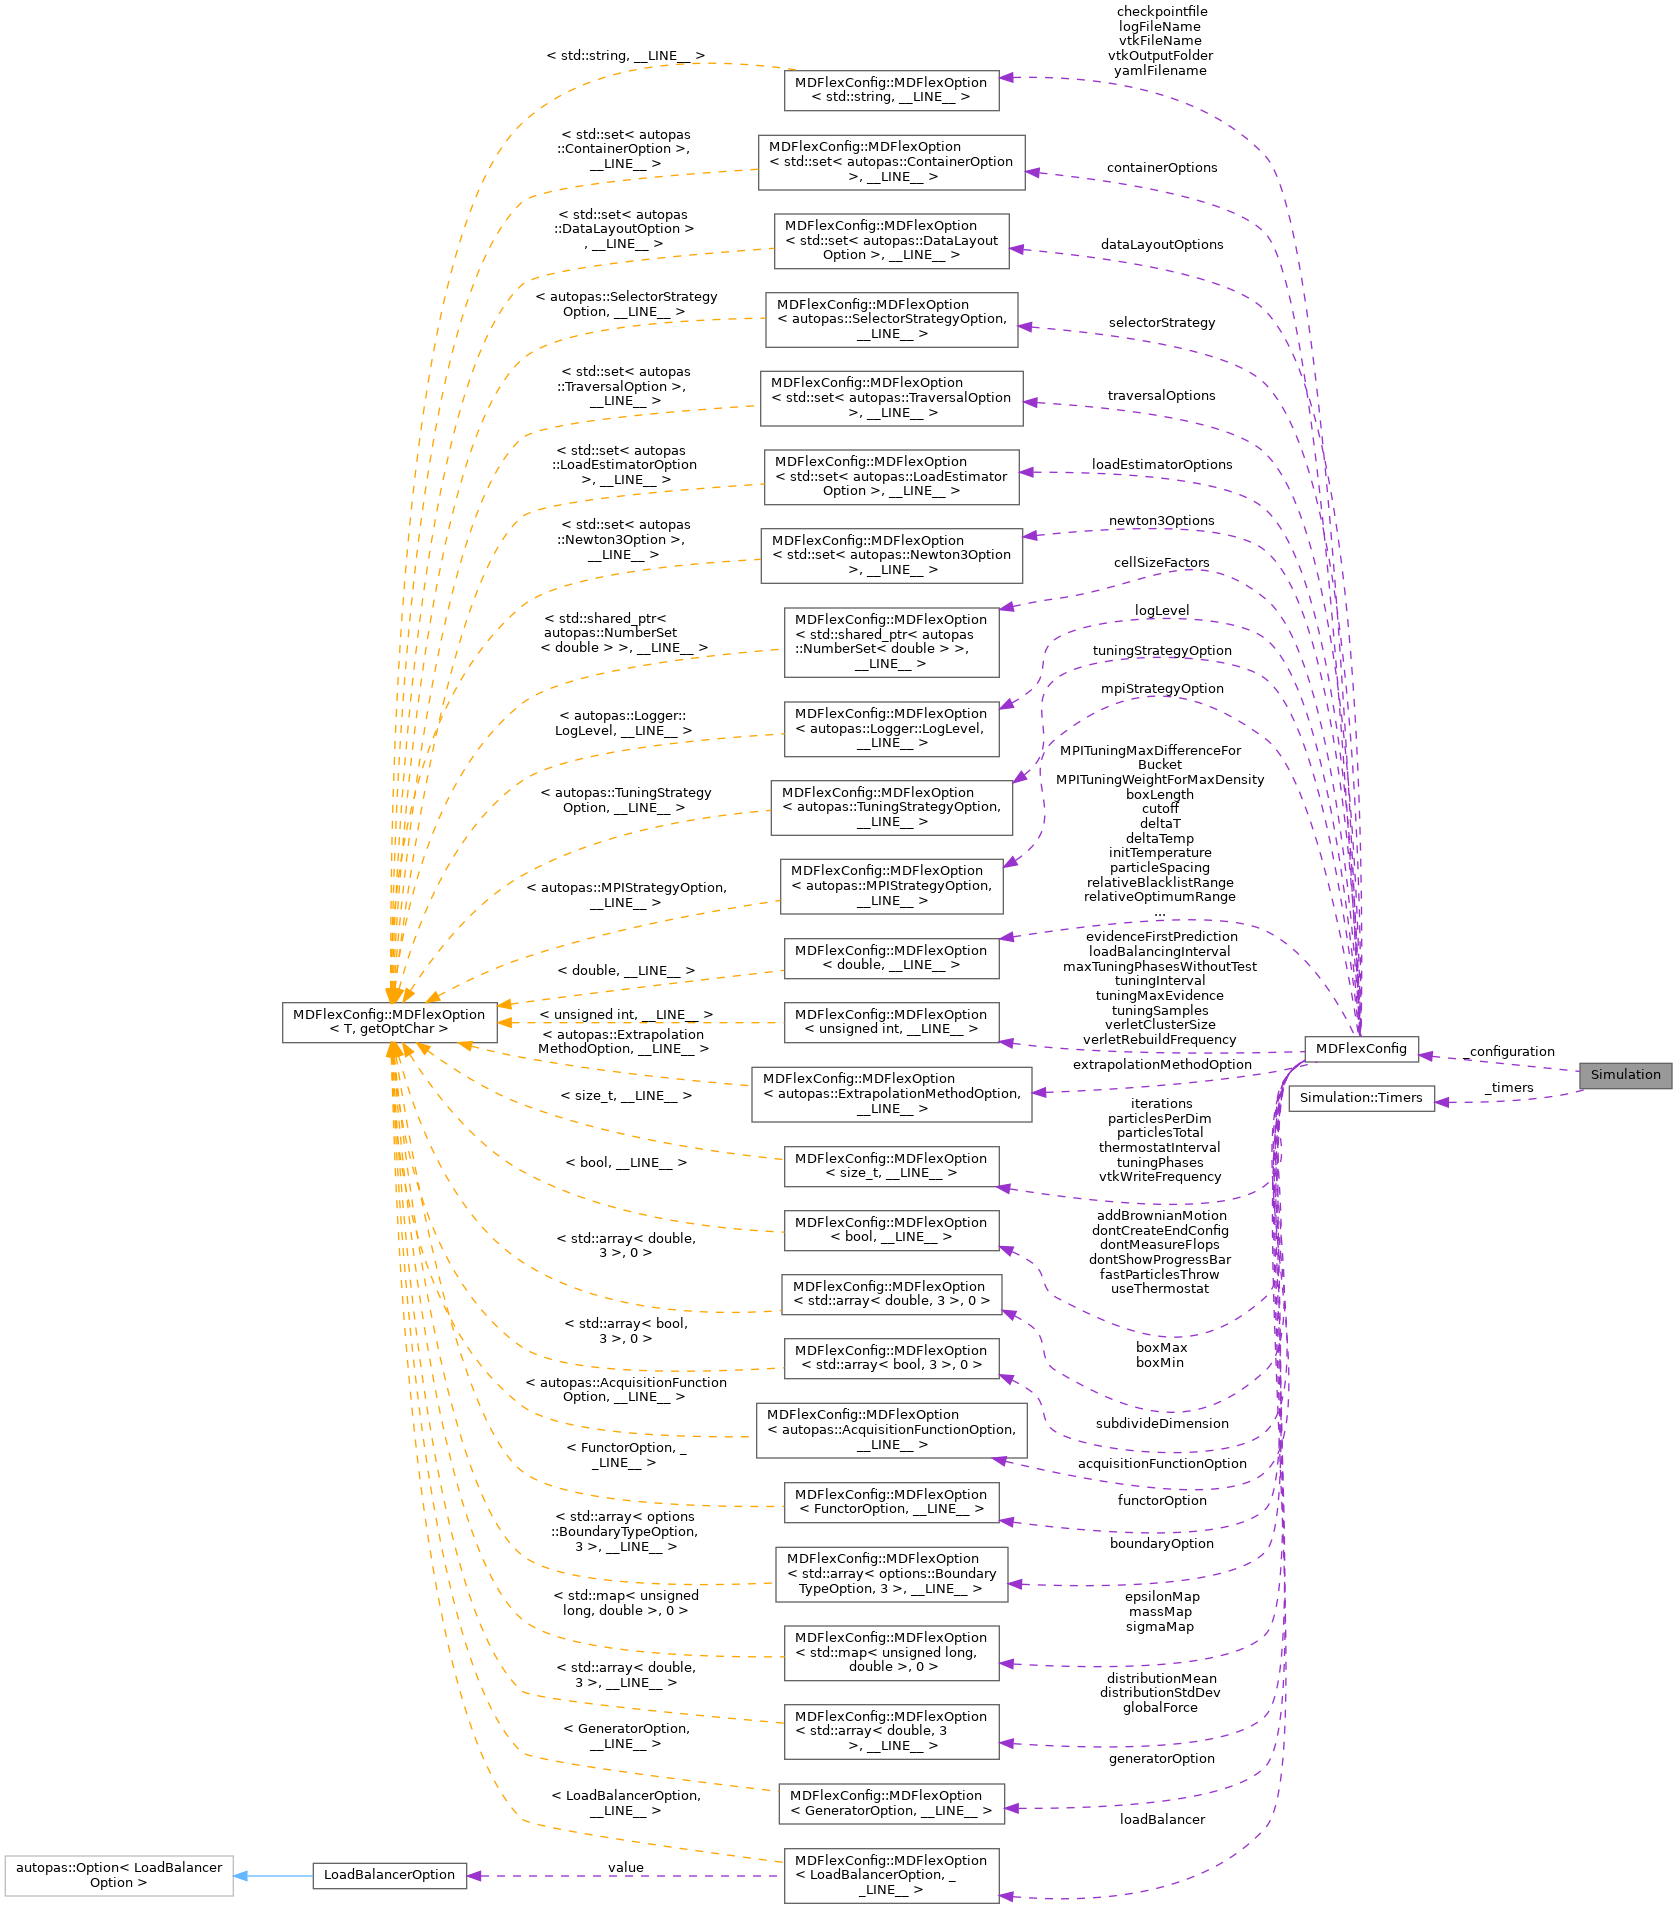 checkpointfile
logFileName
vtkFileName
vtkOutputFolder
yamlFilename
< std::string, __LINE__ >
MDFlexConfig::MDFlexOption
< std::string, __LINE__ >
< std::set< autopas
::ContainerOption >,
__LINE__ >
MDFlexConfig::MDFlexOption
< std::set< autopas::ContainerOption
>, __LINE__ >
containerOptions
< std::set< autopas
::DataLayoutOption >
, __LINE__ >
MDFlexConfig::MDFlexOption
< std::set< autopas::DataLayout
Option >, __LINE__ >
dataLayoutOptions
< autopas::SelectorStrategy
Option, __LINE__ >
MDFlexConfig::MDFlexOption
< autopas::SelectorStrategyOption,
__LINE__ >
selectorStrategy
< std::set< autopas
::TraversalOption >,
__LINE__ >
MDFlexConfig::MDFlexOption
< std::set< autopas::TraversalOption
>, __LINE__ >
traversalOptions
< std::set< autopas
::LoadEstimatorOption
>, __LINE__ >
MDFlexConfig::MDFlexOption
< std::set< autopas::LoadEstimator
Option >, __LINE__ >
loadEstimatorOptions
< std::set< autopas
::Newton3Option >,
__LINE__ >
MDFlexConfig::MDFlexOption
< std::set< autopas::Newton3Option
>, __LINE__ >
newton3Options
cellSizeFactors
< std::shared_ptr<
autopas::NumberSet
< double > >, __LINE__ >
MDFlexConfig::MDFlexOption
< std::shared_ptr< autopas
::NumberSet< double > >,
__LINE__ >
logLevel
< autopas::Logger::
LogLevel, __LINE__ >
MDFlexConfig::MDFlexOption
< autopas::Logger::LogLevel,
__LINE__ >
tuningStrategyOption
< autopas::TuningStrategy
Option, __LINE__ >
MDFlexConfig::MDFlexOption
< autopas::TuningStrategyOption,
__LINE__ >
mpiStrategyOption
< autopas::MPIStrategyOption,
__LINE__ >
MDFlexConfig::MDFlexOption
< autopas::MPIStrategyOption,
__LINE__ >
MPITuningMaxDifferenceFor
Bucket
MPITuningWeightForMaxDensity
boxLength
cutoff
deltaT
deltaTemp
initTemperature
particleSpacing
relativeBlacklistRange
relativeOptimumRange
...
< double, __LINE__ >
MDFlexConfig::MDFlexOption
< double, __LINE__ >
evidenceFirstPrediction
loadBalancingInterval
maxTuningPhasesWithoutTest
tuningInterval
tuningMaxEvidence
tuningSamples
verletClusterSize
verletRebuildFrequency
MDFlexConfig::MDFlexOption
< T, getOptChar >
< unsigned int, __LINE__ >
MDFlexConfig::MDFlexOption
< unsigned int, __LINE__ >
MDFlexConfig
_configuration
Simulation
Simulation::Timers
_timers
< autopas::Extrapolation
MethodOption, __LINE__ >
MDFlexConfig::MDFlexOption
< autopas::ExtrapolationMethodOption,
__LINE__ >
extrapolationMethodOption
< size_t, __LINE__ >
MDFlexConfig::MDFlexOption
< size_t, __LINE__ >
iterations
particlesPerDim
particlesTotal
thermostatInterval
tuningPhases
vtkWriteFrequency
< bool, __LINE__ >
MDFlexConfig::MDFlexOption
< bool, __LINE__ >
addBrownianMotion
dontCreateEndConfig
dontMeasureFlops
dontShowProgressBar
fastParticlesThrow
useThermostat
< std::array< double,
3 >, 0 >
MDFlexConfig::MDFlexOption
< std::array< double, 3 >, 0 >
boxMax
boxMin
< std::array< bool,
3 >, 0 >
MDFlexConfig::MDFlexOption
< std::array< bool, 3 >, 0 >
subdivideDimension
< autopas::AcquisitionFunction
Option, __LINE__ >
MDFlexConfig::MDFlexOption
< autopas::AcquisitionFunctionOption,
__LINE__ >
acquisitionFunctionOption
< FunctorOption, _
_LINE__ >
MDFlexConfig::MDFlexOption
< FunctorOption, __LINE__ >
functorOption
< std::array< options
::BoundaryTypeOption,
3 >, __LINE__ >
MDFlexConfig::MDFlexOption
< std::array< options::Boundary
TypeOption, 3 >, __LINE__ >
boundaryOption
< std::map< unsigned
long, double >, 0 >
MDFlexConfig::MDFlexOption
< std::map< unsigned long,
double >, 0 >
epsilonMap
massMap
sigmaMap
< std::array< double,
3 >, __LINE__ >
MDFlexConfig::MDFlexOption
< std::array< double, 3
>, __LINE__ >
distributionMean
distributionStdDev
globalForce
< GeneratorOption,
__LINE__ >
MDFlexConfig::MDFlexOption
< GeneratorOption, __LINE__ >
generatorOption
< LoadBalancerOption,
__LINE__ >
MDFlexConfig::MDFlexOption
< LoadBalancerOption, _
_LINE__ >
loadBalancer
autopas::Option< LoadBalancer
Option >
LoadBalancerOption
value